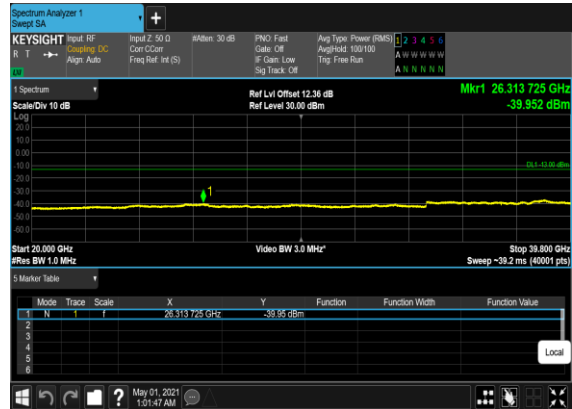 Spectrum Analyzer 1
Swept SA
+
KEYSIGHT Input: RF Input Z: 50 Ω #Atten: 30 dB PNO: Fast Avg Type: Power (RMS) 1 2 3 4 5 6
R T Coupling: DC Corr CCorr Gate: Off Avg|Hold: 100/100 A W W W W W
Align: Auto Freq Ref: Int (S) IF Gain: Low Trig: Free Run
Sig Track: Off A N N N N N
1 Spectrum Ref Lvl Offset 12.36 dB Mkr1 26.313 725 GHz
Scale/Div 10 dB Ref Level 30.00 dBm -39.952 dBm
Log
20.0
10.0
0.00
-10.0 DL1 -13.00 dBm
-20.0
-30.0 1
-40.0
-50.0
-60.0
Start 20.000 GHz Video BW 3.0 MHz* Stop 39.800 GHz
#Res BW 1.0 MHz Sweep ~39.2 ms (40001 pts)
5 Marker Table
Mode Trace Scale X Y Function Function Width Function Value
1 N 1 f 26.313 725 GHz -39.95 dBm
2
3
4
5
6
Local
? May 01, 2021
1:01:47 AM